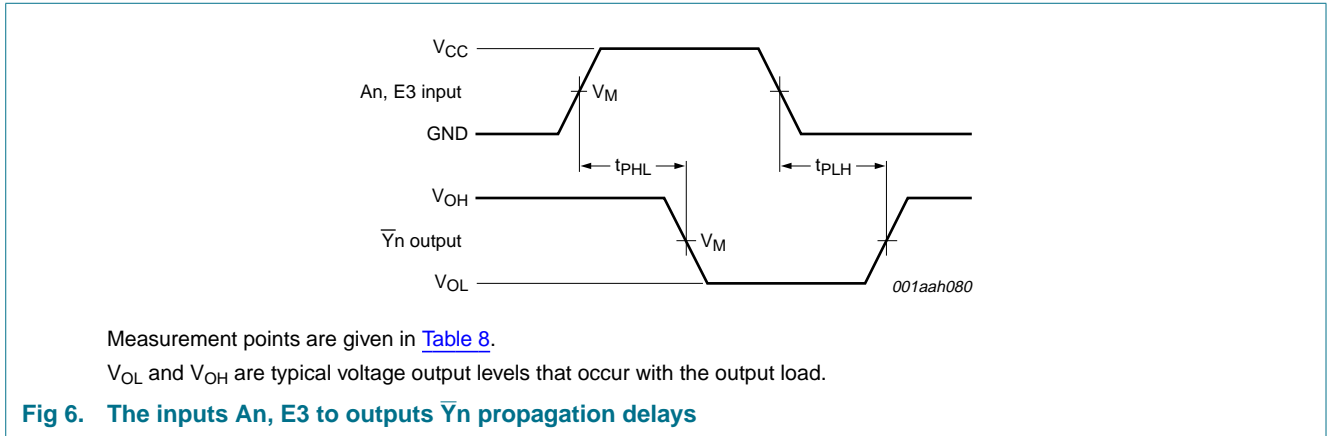 VCC
An, E3 input
VM
GND
tPHL
tPLH
VOH
Y̅n output
VM
VOL
001aah080
Measurement points are given in Table 8.
VOL and VOH are typical voltage output levels that occur with the output load.
Fig 6. The inputs An, E3 to outputs Y̅n propagation delays